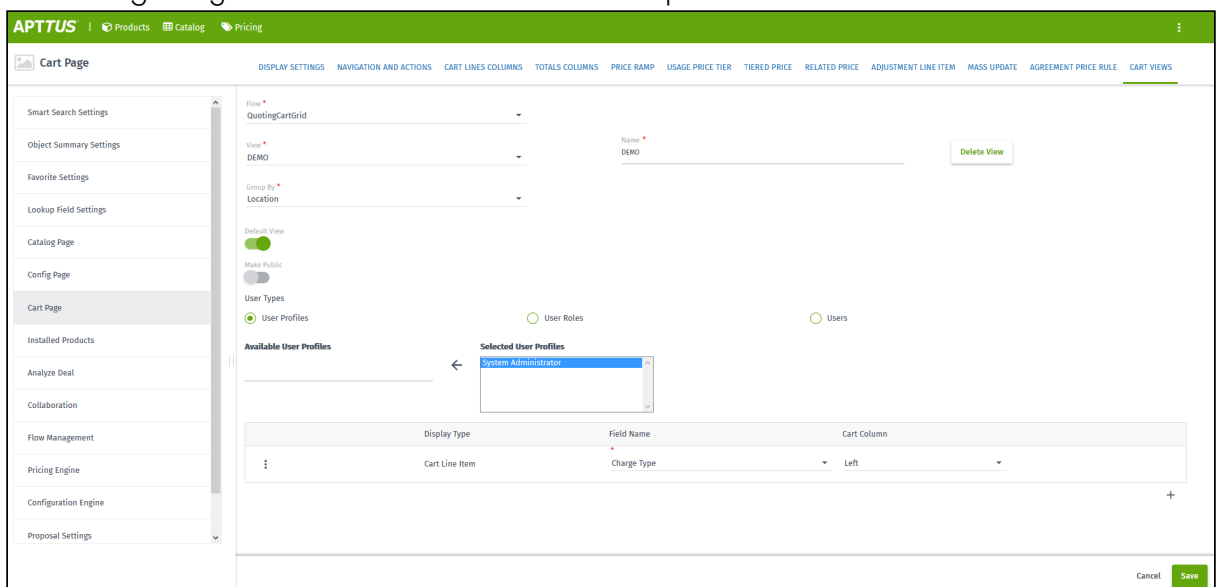 APTTUS | Products Catalog Pricing
Cart Page
DISPLAY SETTINGS NAVIGATION AND ACTIONS CART LINES COLUMNS TOTALS COLUMNS PRICE RAMP USAGE PRICE TIER TIERED PRICE RELATED PRICE ADJUSTMENT LINE ITEM MASS UPDATE AGREEMENT PRICE RULE CART VIEWS
Smart Search Settings
Object Summary Settings
Favorite Settings
Lookup Field Settings
Catalog Page
Config Page
Cart Page
Installed Products
Analyze Deal
Collaboration
Flow Management
Pricing Engine
Configuration Engine
Proposal Settings
Flow *
QuotingCartGrid
View * Name *
DEMO DEMO Delete View
Group By *
Location
Default View
Make Public
User Types
User Profiles User Roles Users
Available User Profiles Selected User Profiles
System Administrator
Display Type Field Name Cart Column
*
Cart Line Item Charge Type Left
+
Cancel Save